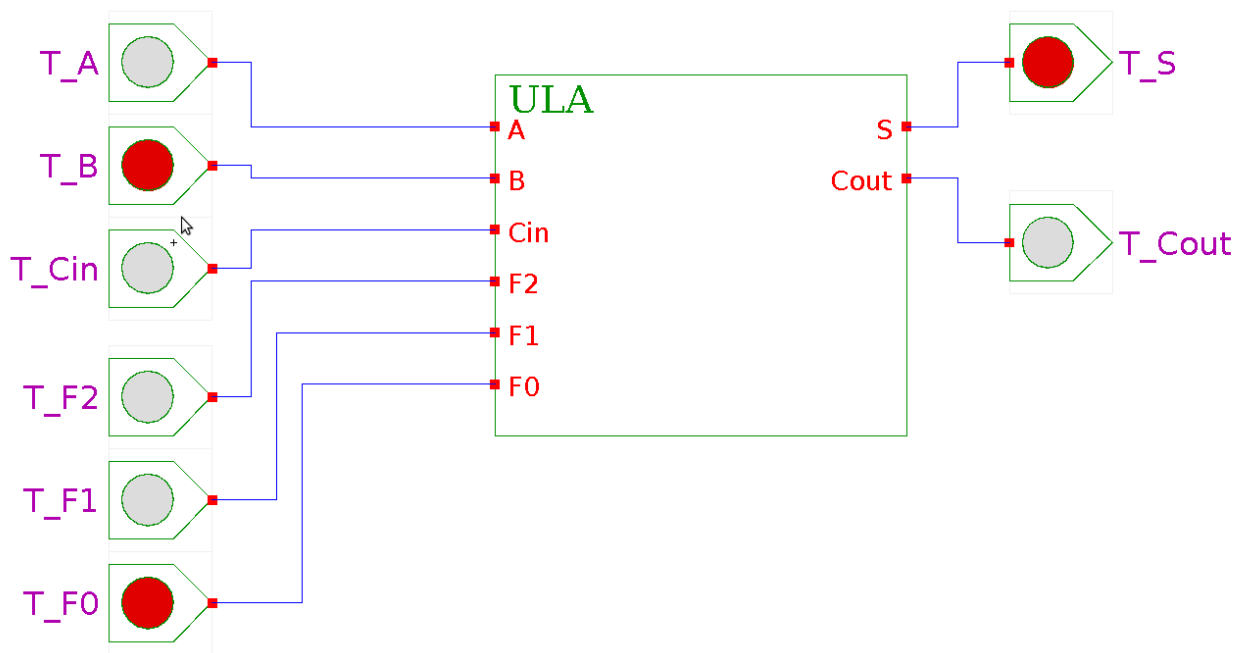 T_A
T_B
T_Cin
T_F2
T_F1
T_F0
ULA
A
B
Cin
F2
F1
F0
S
Cout
T_S
T_Cout